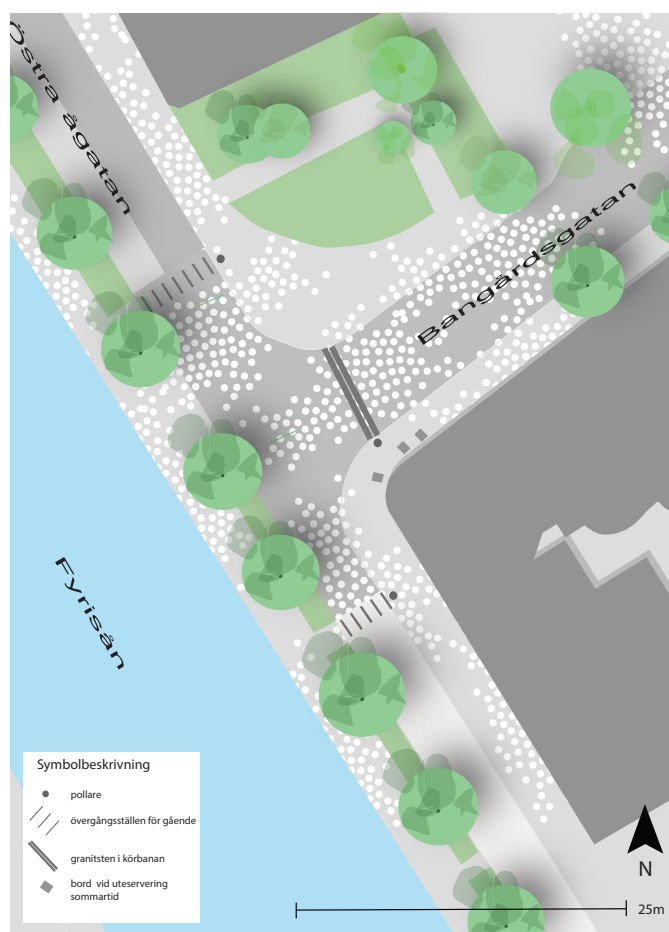 Östra ågatan
Bangårdsgatan
Fyrisån
Symbolbeskrivning
pollare
övergångsställen för gående
granitsten i körbanan
bord vid uteservering
sommartid
N
25m